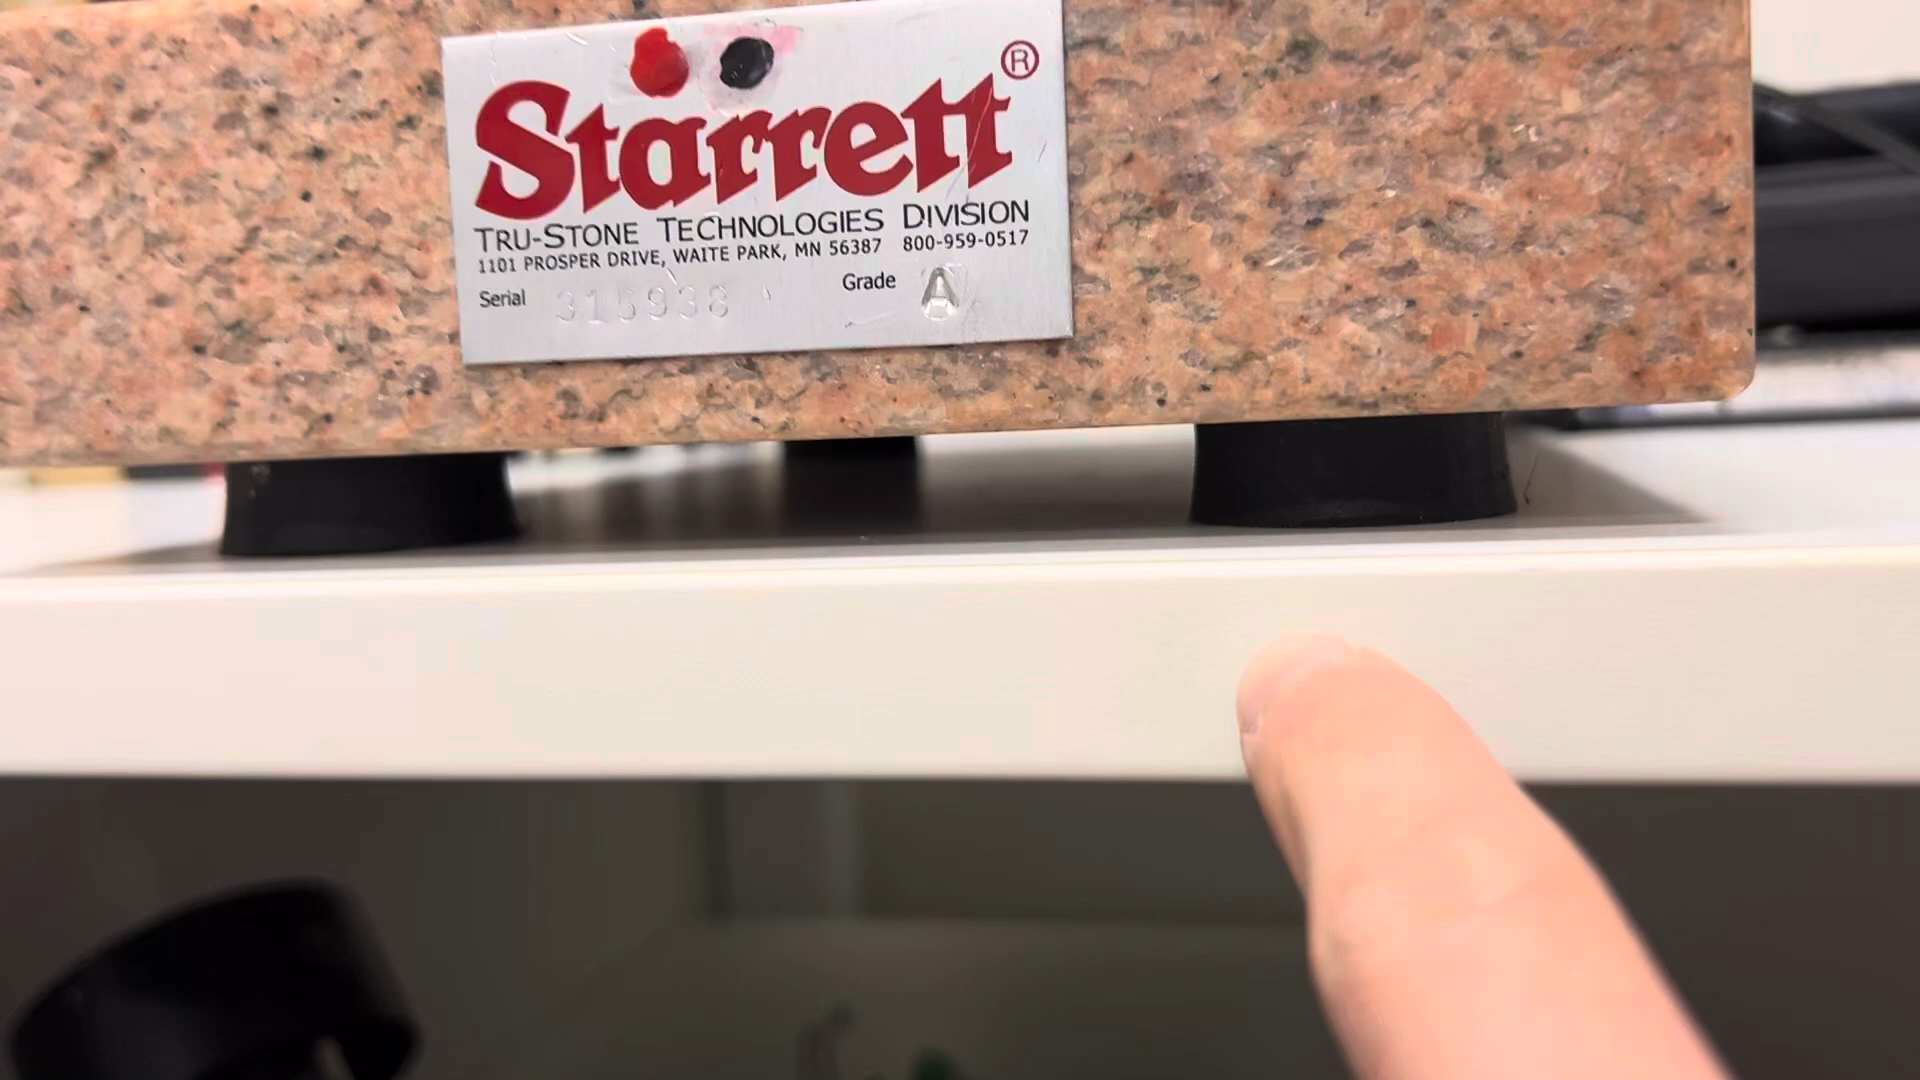 Starrett®
TRU-STONE TECHNOLOGIES DIVISION
1101 PROSPER DRIVE, WAITE PARK, MN 56387 800-959-0517
Serial 315938 Grade A